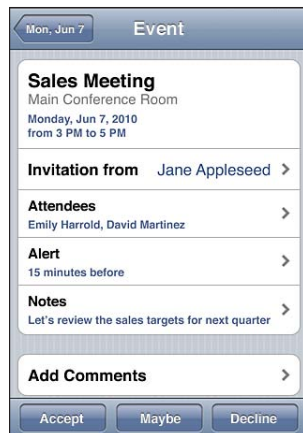 Mon, Jun 7
Event
Sales Meeting
Main Conference Room
Monday, Jun 7, 2010
from 3 PM to 5 PM
Invitation from Jane Appleseed
Attendees
Emily Harrold, David Martinez
Alert
15 minutes before
Notes
Let's review the sales targets for next quarter
Add Comments
Accept Maybe Decline